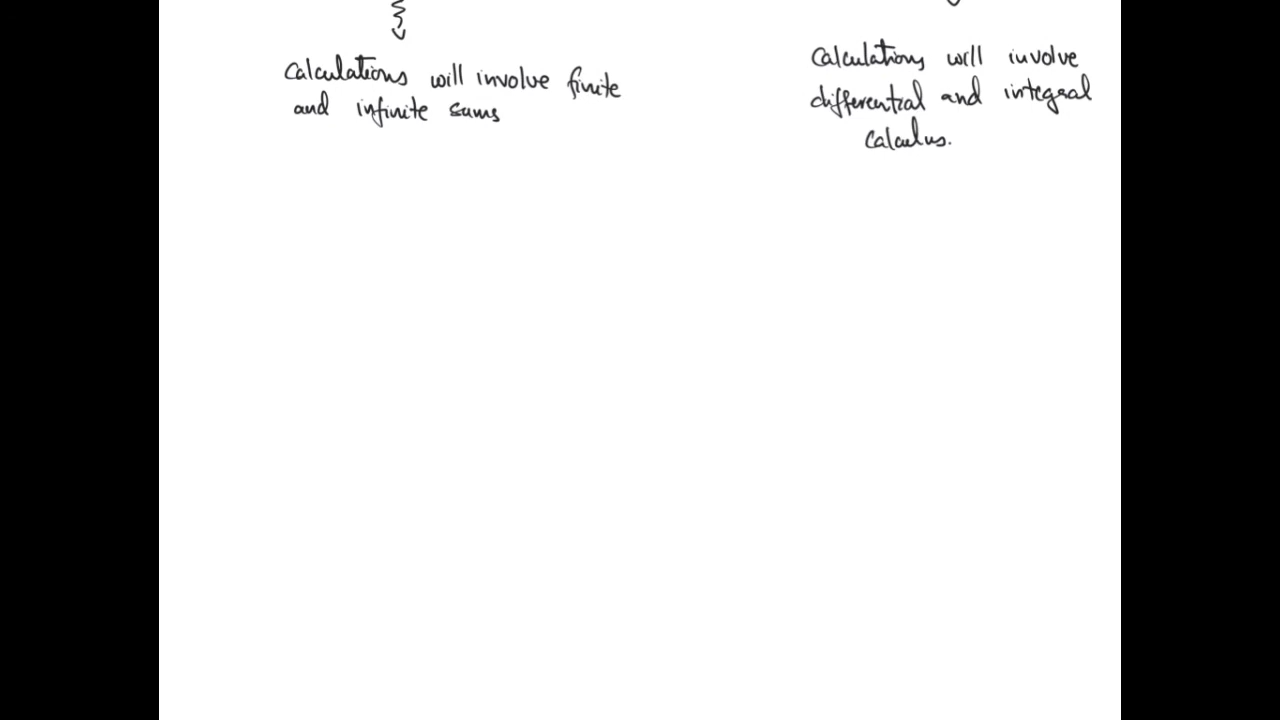 Calculations will involve finite
and infinite sums
Calculations will involve
differential and integral
calculus.